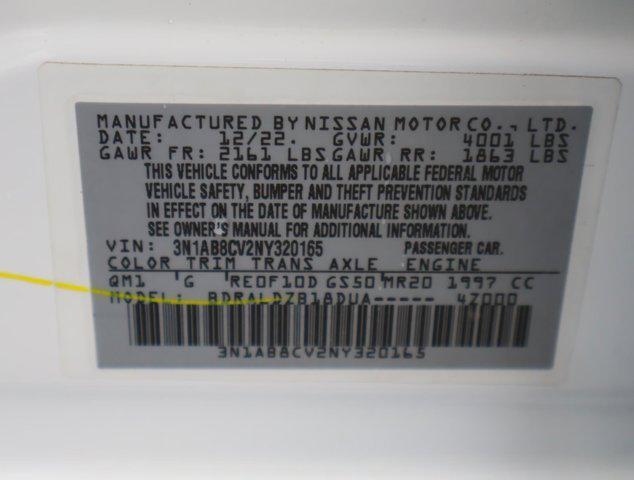 MANUFACTURED BY NISSAN MOTOR CO., LTD.
DATE: 12/22. GVWR: 4001 LBS
GAWR FR: 2161 LBS GAWR RR: 1863 LBS
THIS VEHICLE CONFORMS TO ALL APPLICABLE FEDERAL MOTOR
VEHICLE SAFETY, BUMPER AND THEFT PREVENTION STANDARDS
IN EFFECT ON THE DATE OF MANUFACTURE SHOWN ABOVE.
SEE OWNER'S MANUAL FOR ADDITIONAL INFORMATION.
VIN: 3N1AB8CV2NY320165 PASSENGER CAR.
COLOR TRIM TRANS AXLE ENGINE
QM1 G RE0F10D GS50 MR20 1997 CC
MODEL: 4Z000
3N1AB8CV2NY320165